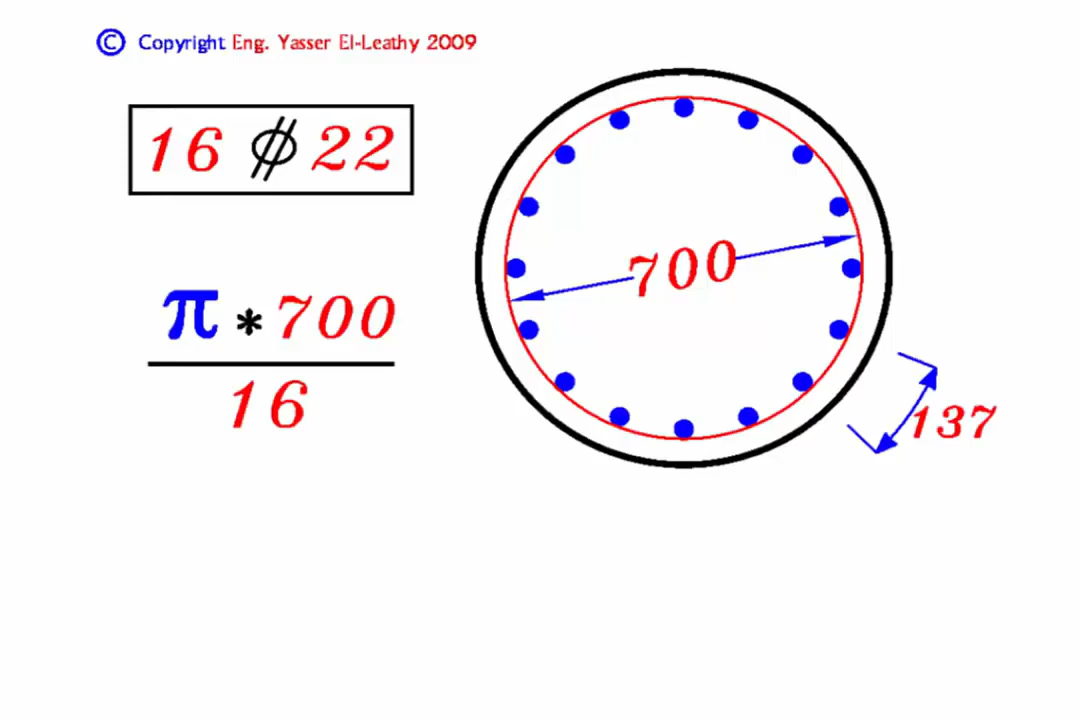 © Copyright Eng. Yasser El-Leathy 2009
16 ⌀ 22
700
π * 700
16
137